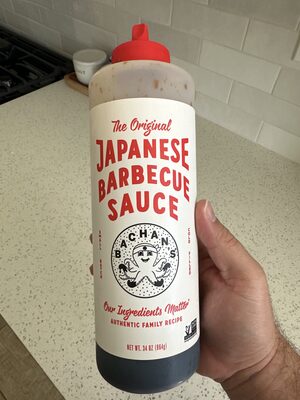 The Original
JAPANESE
BARBECUE
SAUCE
BACHAN'S
Our Ingredients Matter
AUTHENTIC FAMILY RECIPE
NET WT. 34 OZ (964g)